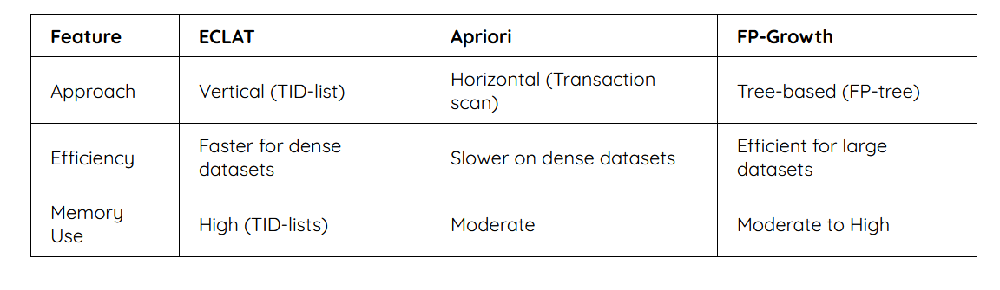 Feature ECLAT Apriori FP-Growth
Approach Vertical (TID-list) Horizontal (Transaction
scan) Tree-based (FP-tree)
Efficiency Faster for dense
datasets Slower on dense datasets Efficient for large
datasets
Memory
Use High (TID-lists) Moderate Moderate to High